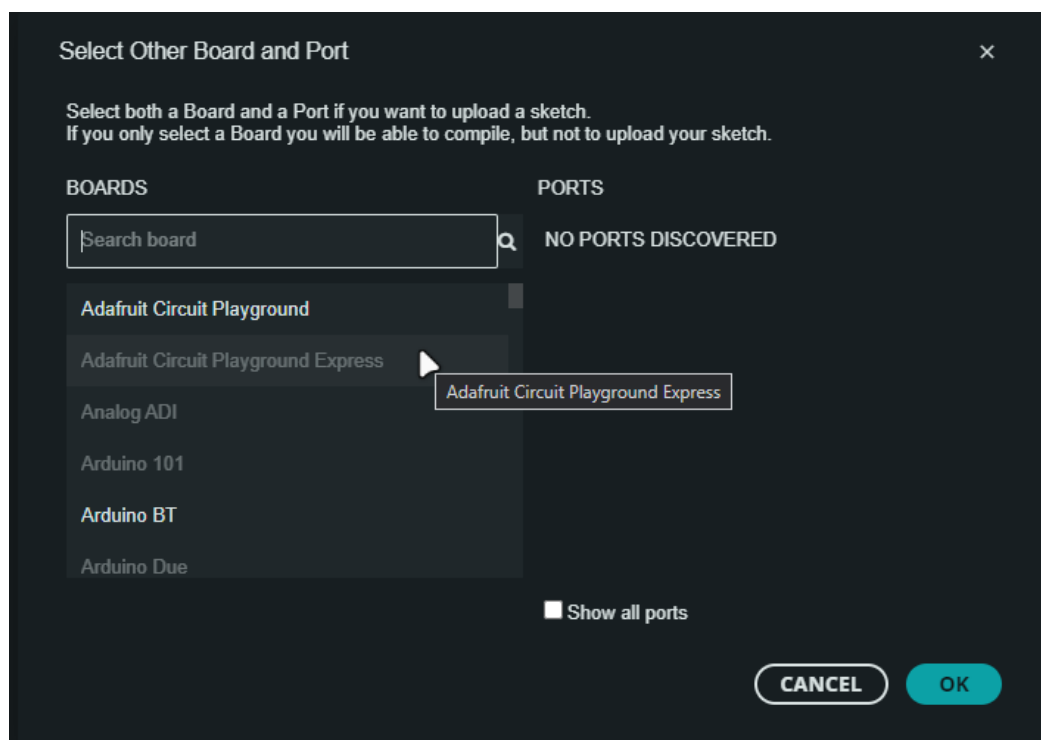 Select Other Board and Port
Select both a Board and a Port if you want to upload a sketch.
If you only select a Board you will be able to compile, but not to upload your sketch.
BOARDS
PORTS
Search board
NO PORTS DISCOVERED
Adafruit Circuit Playground
Adafruit Circuit Playground Express
Adafruit Circuit Playground Express
Analog ADI
Arduino 101
Arduino BT
Arduino Due
Show all ports
CANCEL
OK